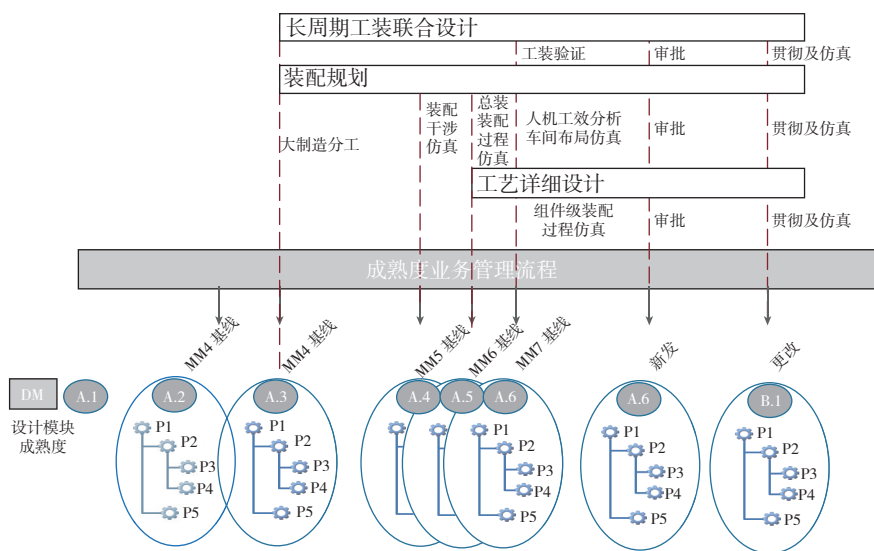 长周期工装联合设计
工装验证
审批
贯彻及仿真
装配规划
大制造分工
装配
干涉
仿真
总装
装配
过程
仿真
人机工效分析
车间布局仿真
审批
贯彻及仿真
工艺详细设计
组件级装配
过程仿真
审批
贯彻及仿真
成熟度业务管理流程
MM4 基线
MM4 基线
MM5 基线
MM6 基线
MM7 基线
新发
更改
DM
设计模块
成熟度
A.1
A.2
P1
P2
P3
P4
P5
A.3
P1
P2
P3
P4
P5
A.4
A.5
A.6
P1
P2
P3
P4
P5
A.6
P1
P2
P3
P4
P5
B.1
P1
P2
P3
P4
P5